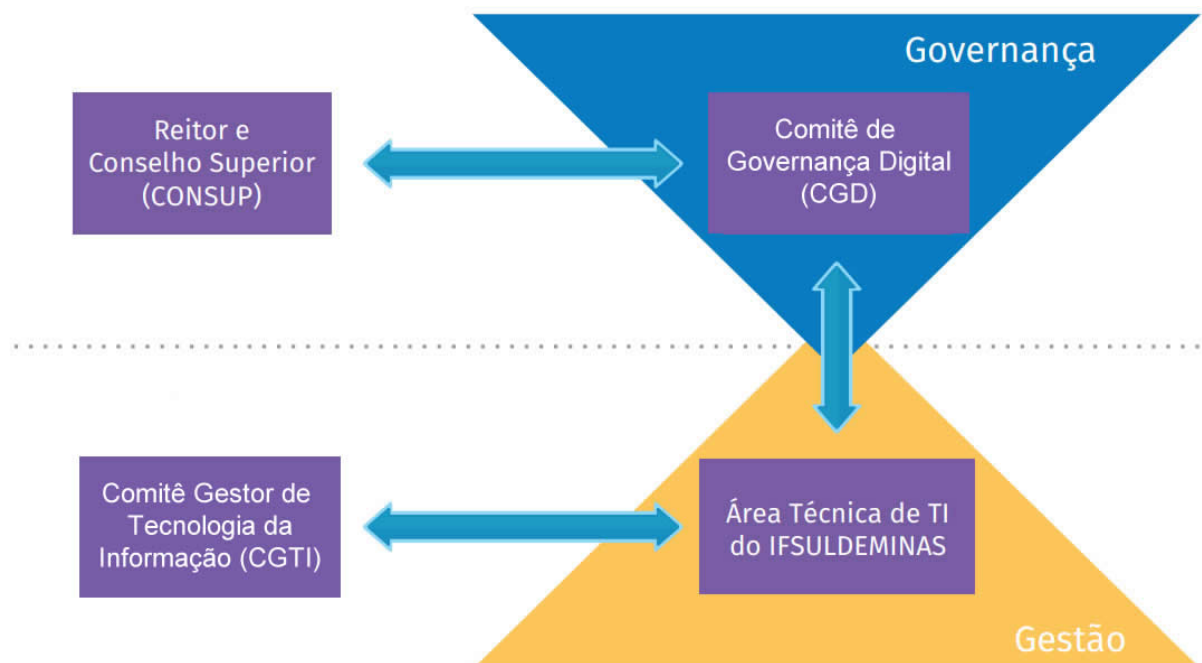 Governança
Reitor e
Conselho Superior
(CONSUP)
Comitê de
Governança Digital
(CGD)
Comitê Gestor de
Tecnologia da
Informação (CGTI)
Área Técnica de TI
do IFSULDEMINAS
Gestão